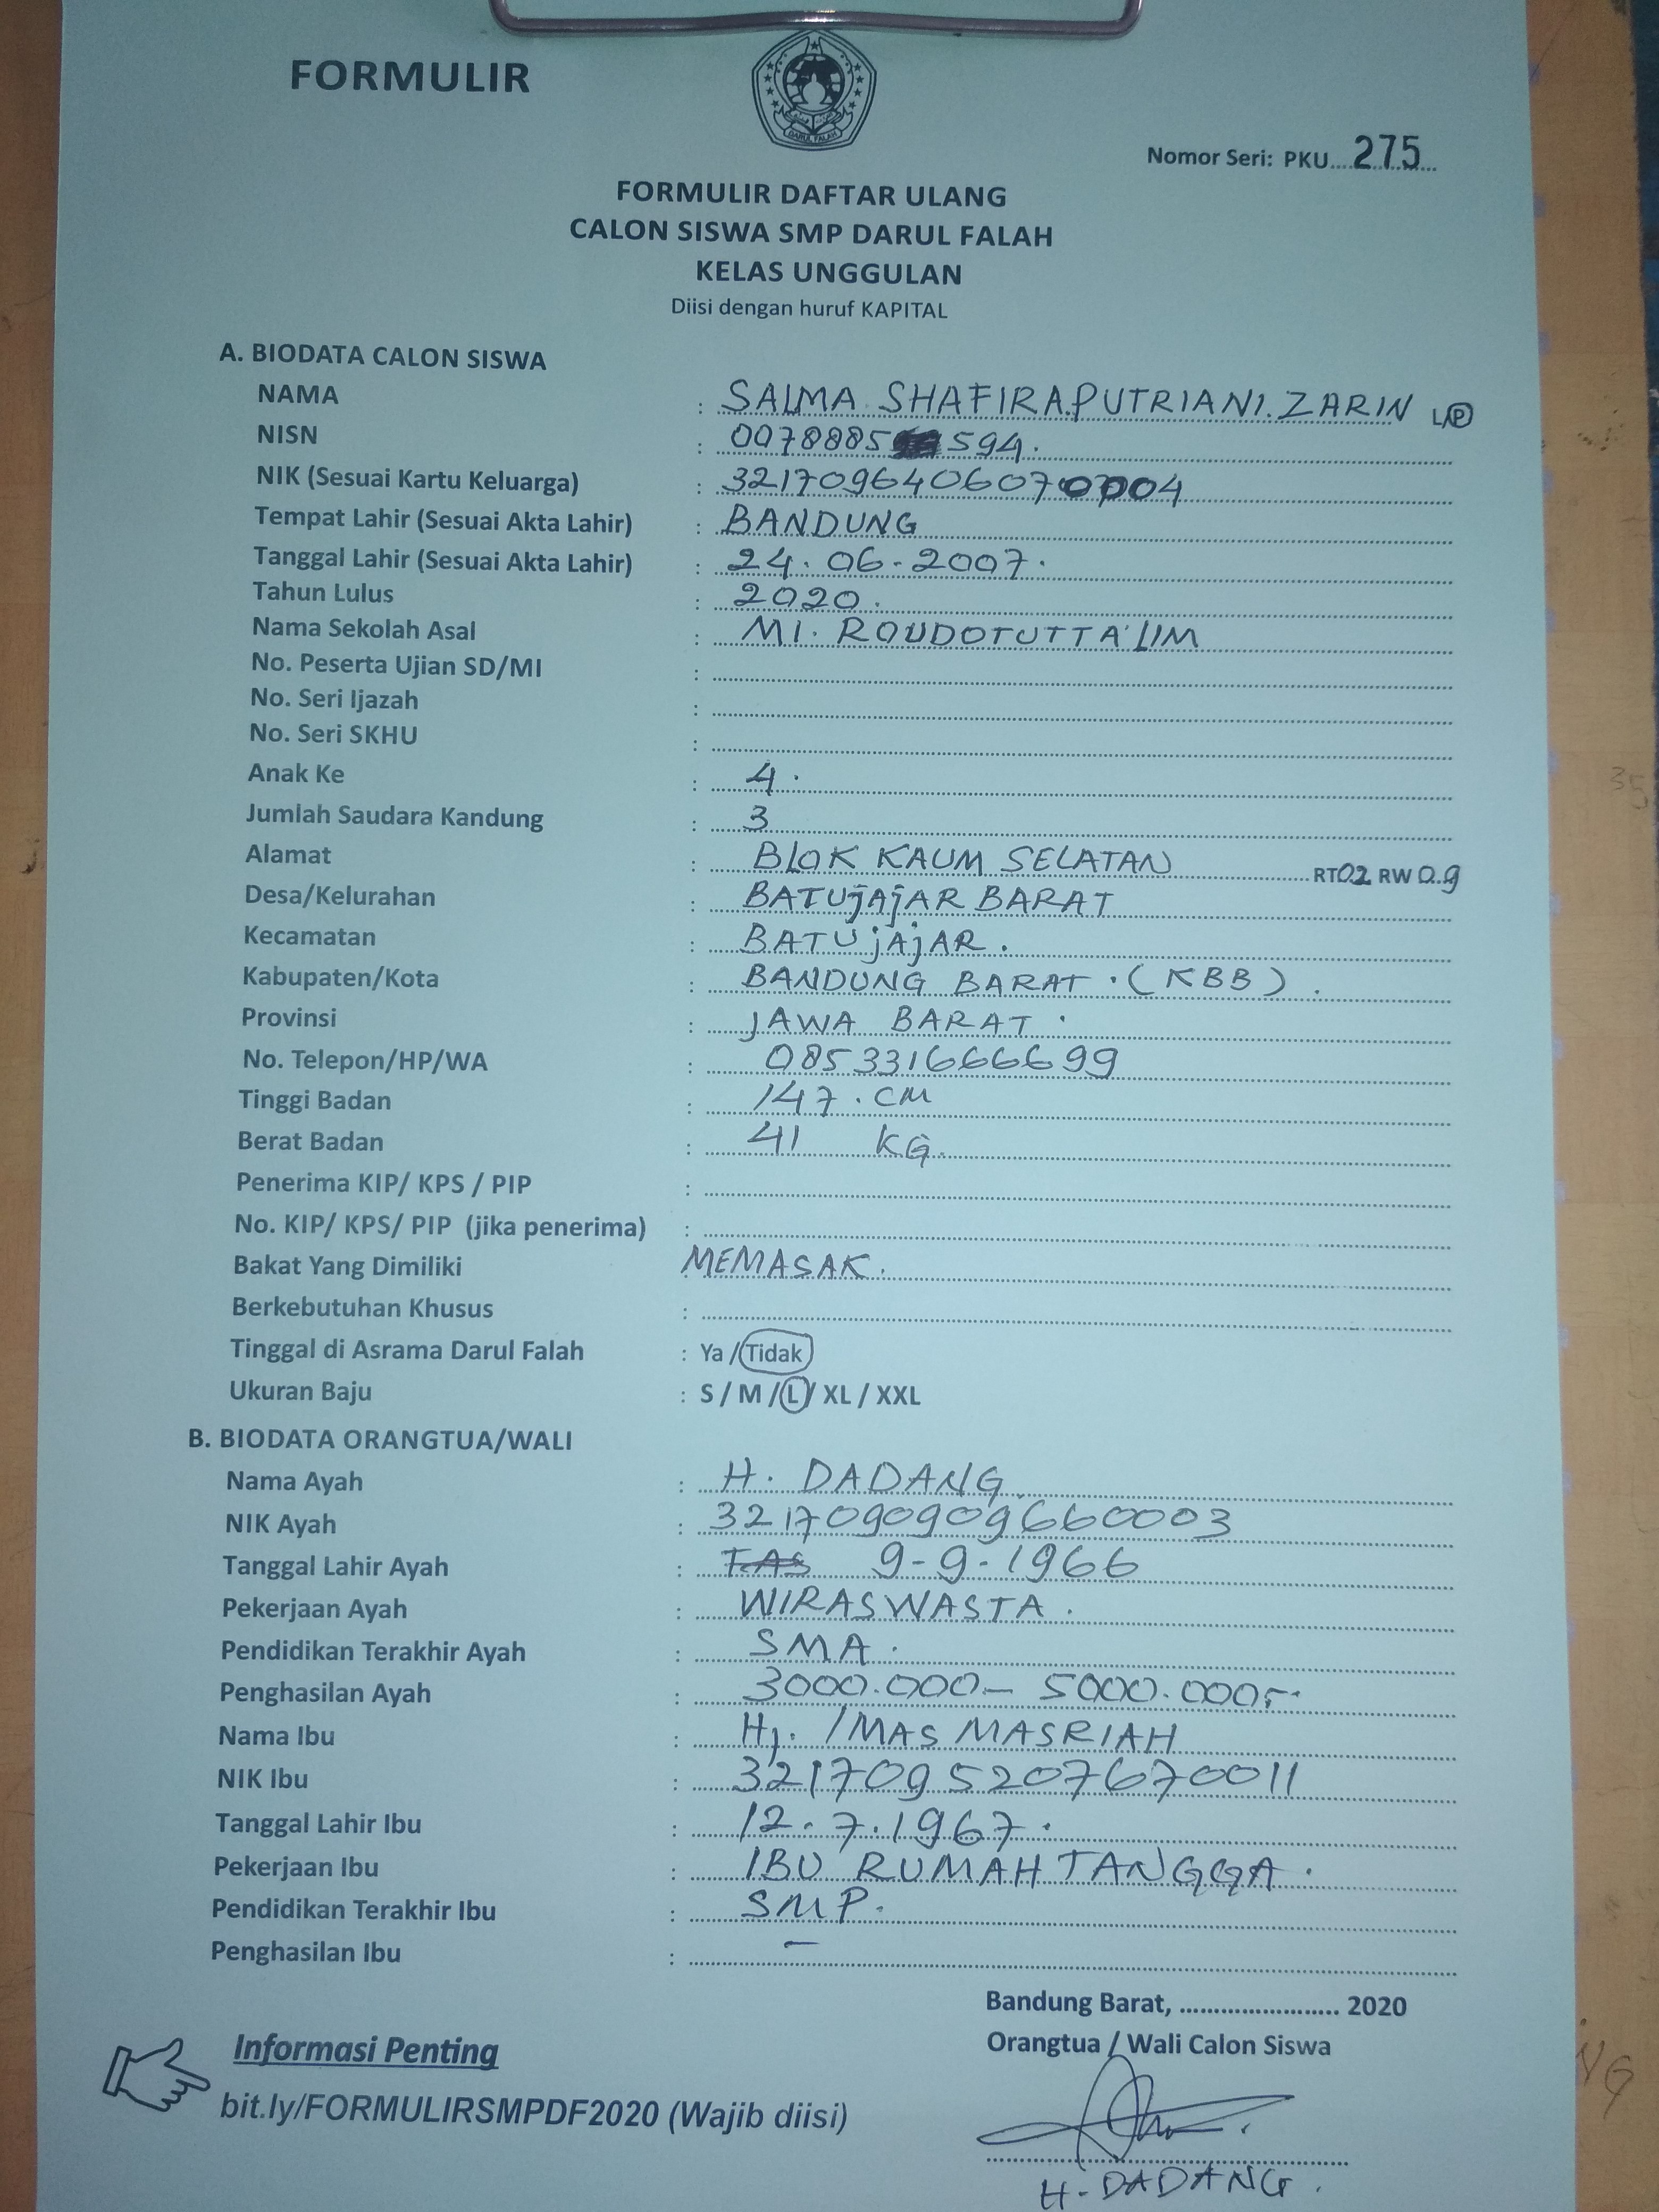 FORMULIR
DARUL FALAH
Nomor Seri: PKU....275...
FORMULIR DAFTAR ULANG
CALON SISWA SMP DARUL FALAH
KELAS UNGGULAN
Diisi dengan huruf KAPITAL
A. BIODATA CALON SISWA
NAMA : SALMA SHAFIRA PUTRIANI ZARIN L/P
NISN : 0078885 594.
NIK (Sesuai Kartu Keluarga) : 3217096406070004
Tempat Lahir (Sesuai Akta Lahir) : BANDUNG
Tanggal Lahir (Sesuai Akta Lahir) : 24.06-2007.
Tahun Lulus : 2020.
Nama Sekolah Asal : MI. ROUDOTUTTA'LIM
No. Peserta Ujian SD/MI :
No. Seri Ijazah :
No. Seri SKHU :
Anak Ke : 4.
Jumlah Saudara Kandung : 3
Alamat : BLOK KAUM SELATAN RT02 RW 09
Desa/Kelurahan : BATUjAjAR BARAT
Kecamatan : BATUjAjAR.
Kabupaten/Kota : BANDUNG BARAT.(KBB).
Provinsi : JAWA BARAT.
No. Telepon/HP/WA : 085331666699
Tinggi Badan : 147.CM
Berat Badan : 41 KG.
Penerima KIP/ KPS / PIP :
No. KIP/ KPS/ PIP (jika penerima) :
Bakat Yang Dimiliki MEMASAK.
Berkebutuhan Khusus :
Tinggal di Asrama Darul Falah : Ya / Tidak
Ukuran Baju : S / M / L / XL / XXL
B. BIODATA ORANGTUA/WALI
Nama Ayah : H. DADANG
NIK Ayah : 3217090909660003
Tanggal Lahir Ayah : TAS 9-9-1966
Pekerjaan Ayah : WIRASWASTA.
Pendidikan Terakhir Ayah : SMA.
Penghasilan Ayah : 3000.000- 5000.000,-
Nama Ibu : Hj. IMAS MASRIAH
NIK Ibu : 3217095207670011
Tanggal Lahir Ibu : 12.7.1967.
Pekerjaan Ibu : IBU RUMAH TANGGA.
Pendidikan Terakhir Ibu : SMP.
Penghasilan Ibu : -
Bandung Barat, ........................ 2020
Orangtua / Wali Calon Siswa
Informasi Penting
bit.ly/FORMULIRSMPDF2020 (Wajib diisi)
H. DADANG.